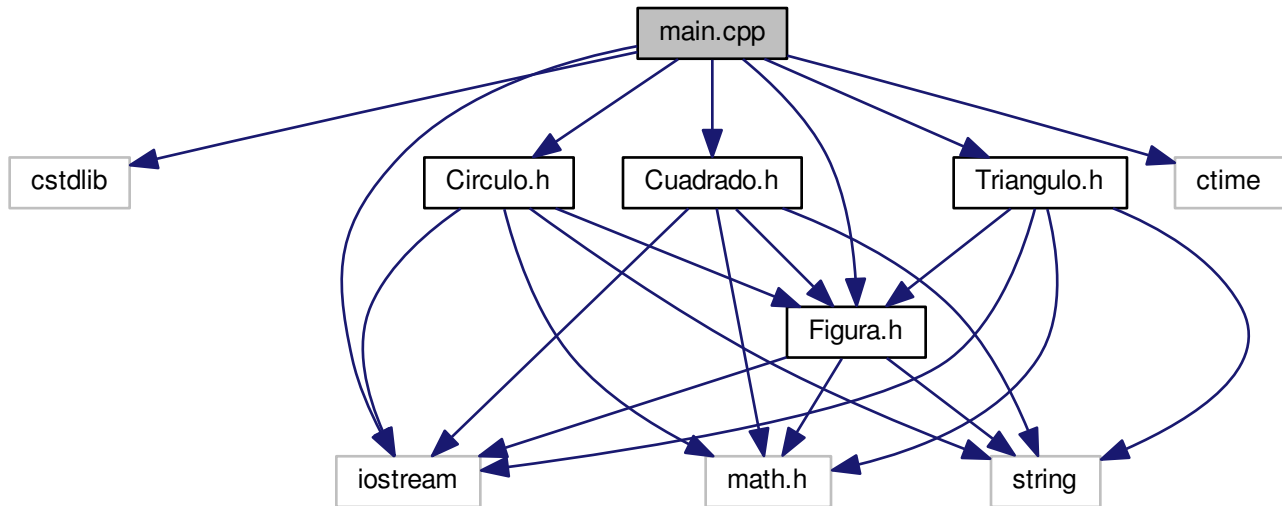 main.cpp
cstdlib
Circulo.h
Cuadrado.h
Triangulo.h
ctime
Figura.h
iostream
math.h
string